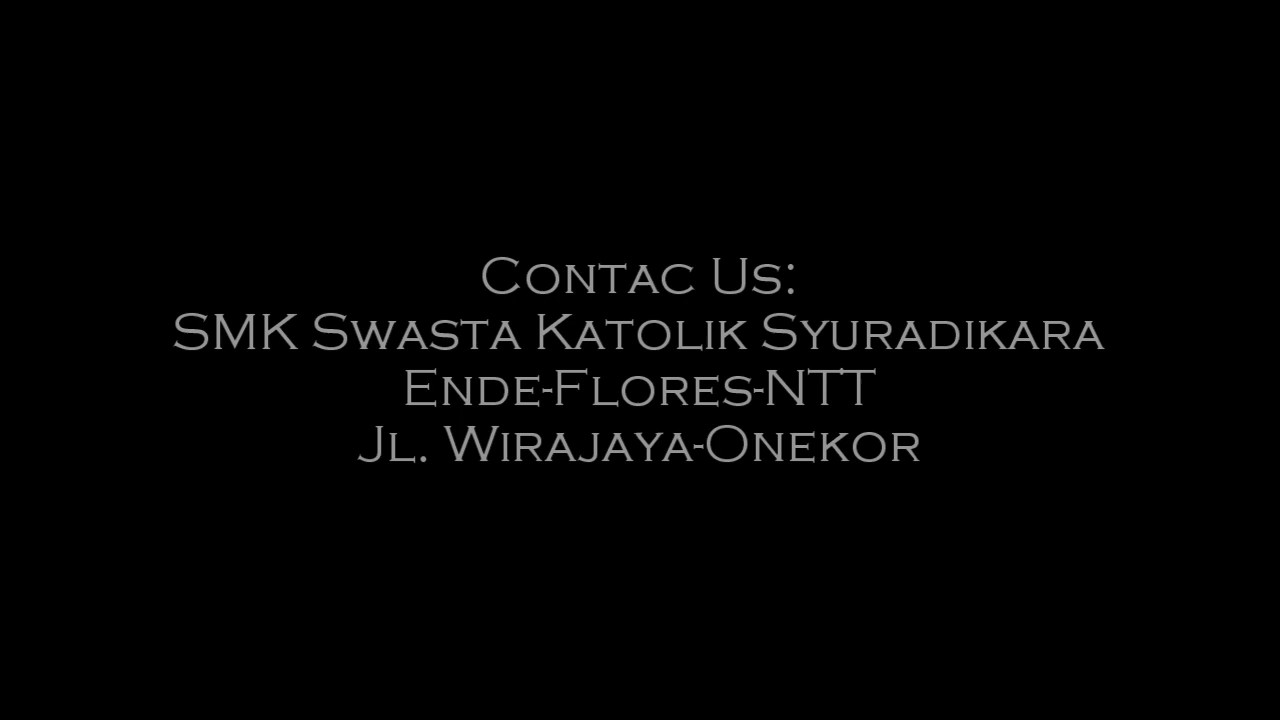 Contac Us:
SMK Swasta Katolik Syuradikara
Ende-Flores-NTT
Jl. Wirajaya-Onekor